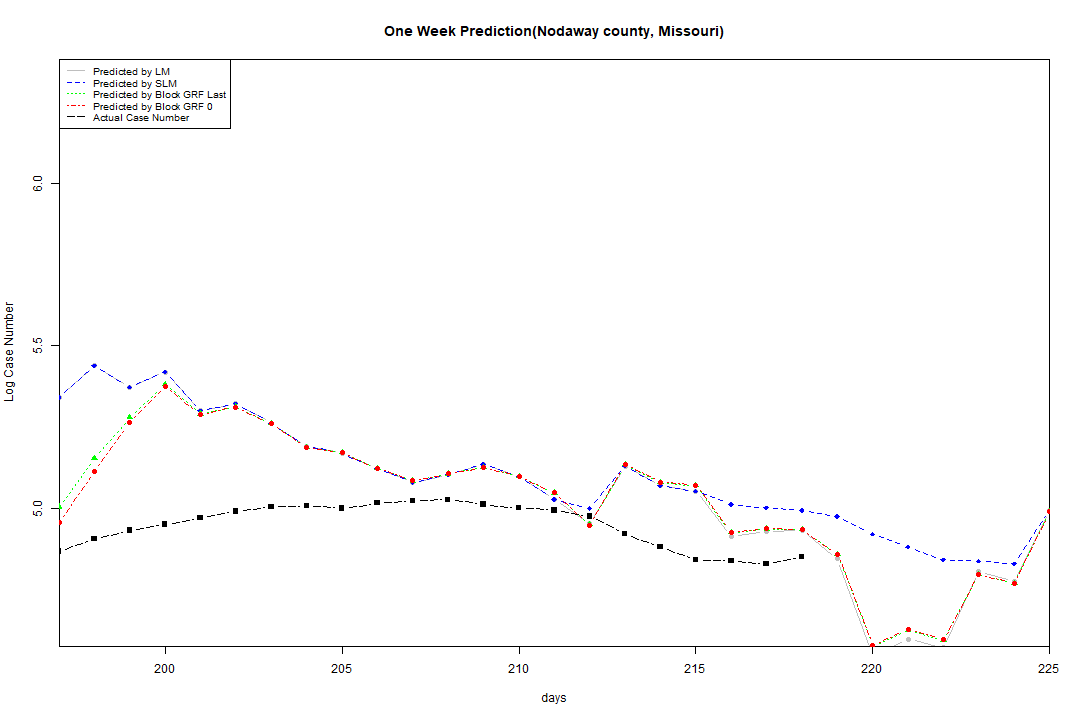 One Week Prediction(Nodaway county, Missouri)
Predicted by LM
Predicted by SLM
Predicted by Block GRF Last
Predicted by Block GRF 0
Actual Case Number
6.0
5.5
5.0
Log Case Number
200 205 210 215 220 225
days